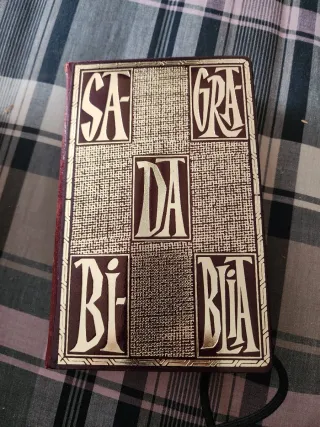 SA- GRA-
DA
Bi- BLiA